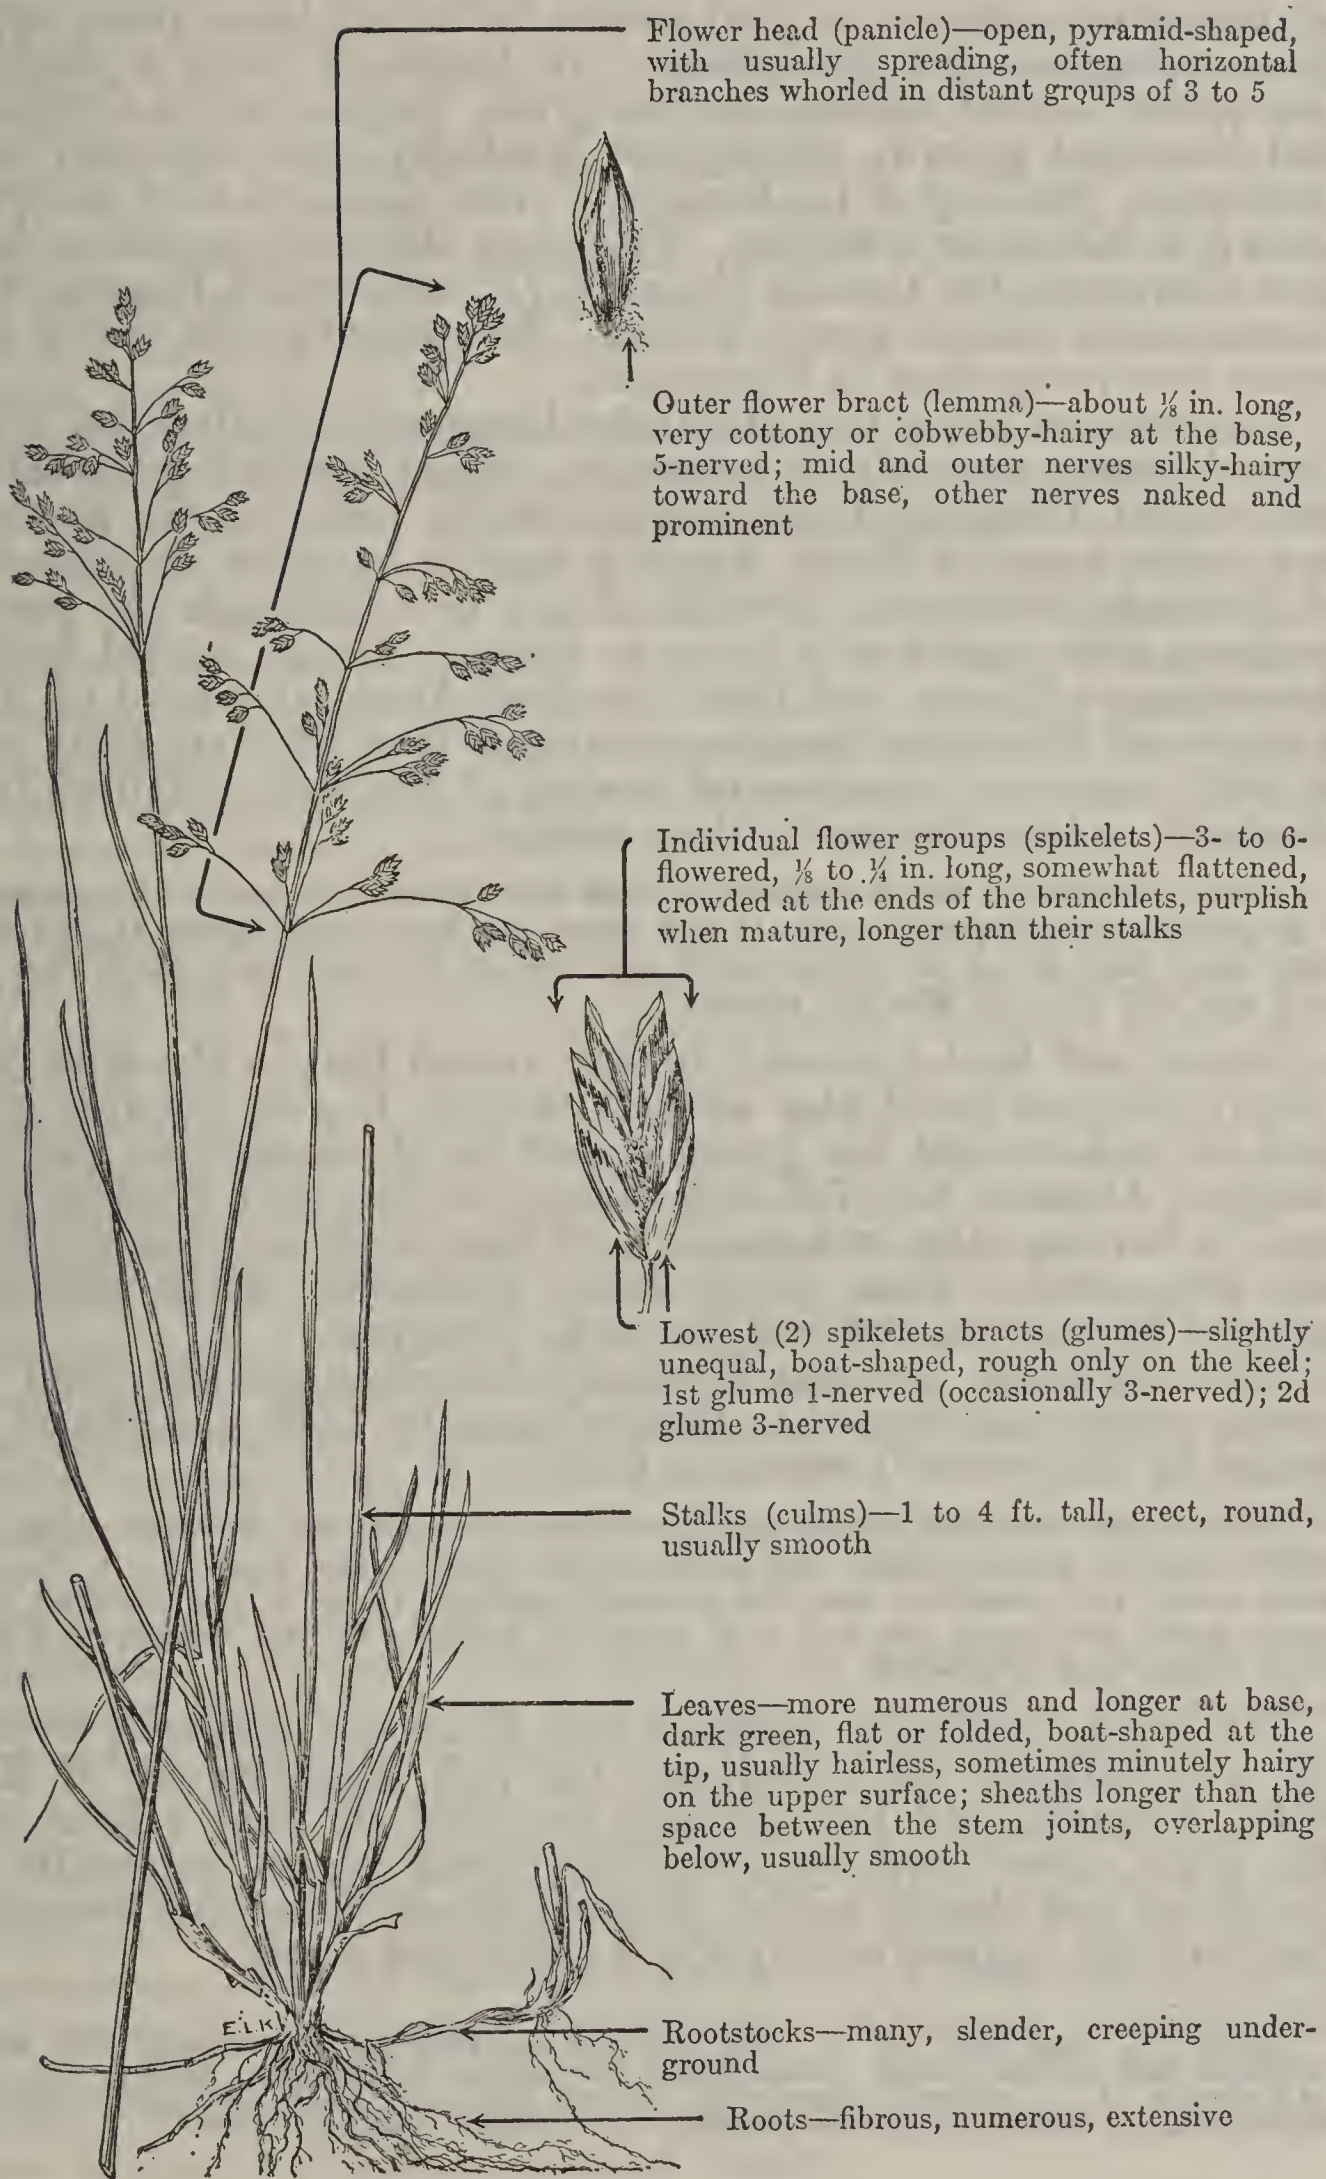 Flower head (panicle)—open, pyramid-shaped,
with usually spreading, often horizontal
branches whorled in distant groups of 3 to 5
Outer flower bract (lemma)—about ⅛ in. long,
very cottony or cobwebby-hairy at the base,
5-nerved; mid and outer nerves silky-hairy
toward the base, other nerves naked and
prominent
Individual flower groups (spikelets)—3- to 6-
flowered, ⅛ to ¼ in. long, somewhat flattened,
crowded at the ends of the branchlets, purplish
when mature, longer than their stalks
Lowest (2) spikelets bracts (glumes)—slightly
unequal, boat-shaped, rough only on the keel;
1st glume 1-nerved (occasionally 3-nerved); 2d
glume 3-nerved
Stalks (culms)—1 to 4 ft. tall, erect, round,
usually smooth
Leaves—more numerous and longer at base,
dark green, flat or folded, boat-shaped at the
tip, usually hairless, sometimes minutely hairy
on the upper surface; sheaths longer than the
space between the stem joints, overlapping
below, usually smooth
E.L.K.
Rootstocks—many, slender, creeping under-
ground
Roots—fibrous, numerous, extensive